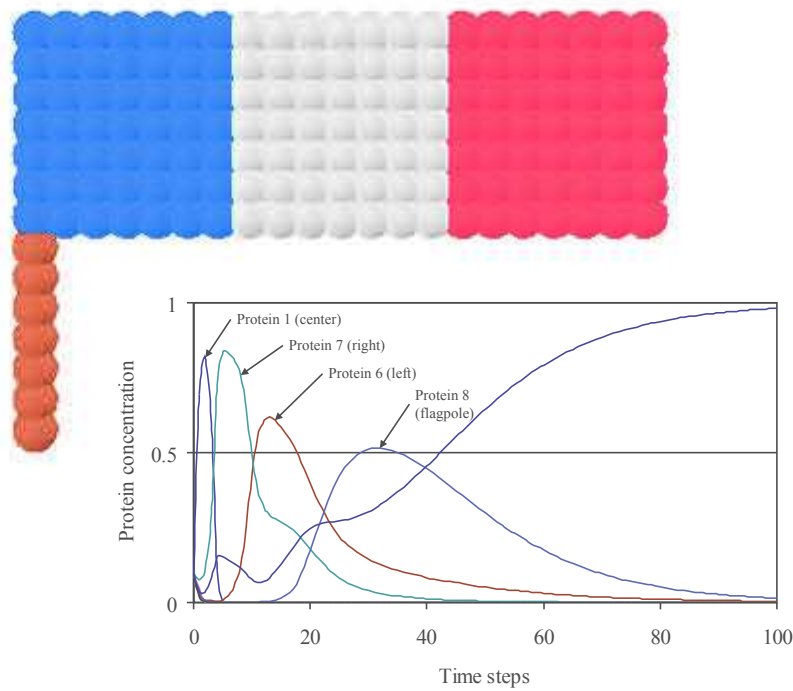 1
Protein 1 (center)
Protein 7 (right)
Protein 6 (left)
Protein 8
(flagpole)
Protein concentration
0.5
0
0 20 40 60 80 100
Time steps